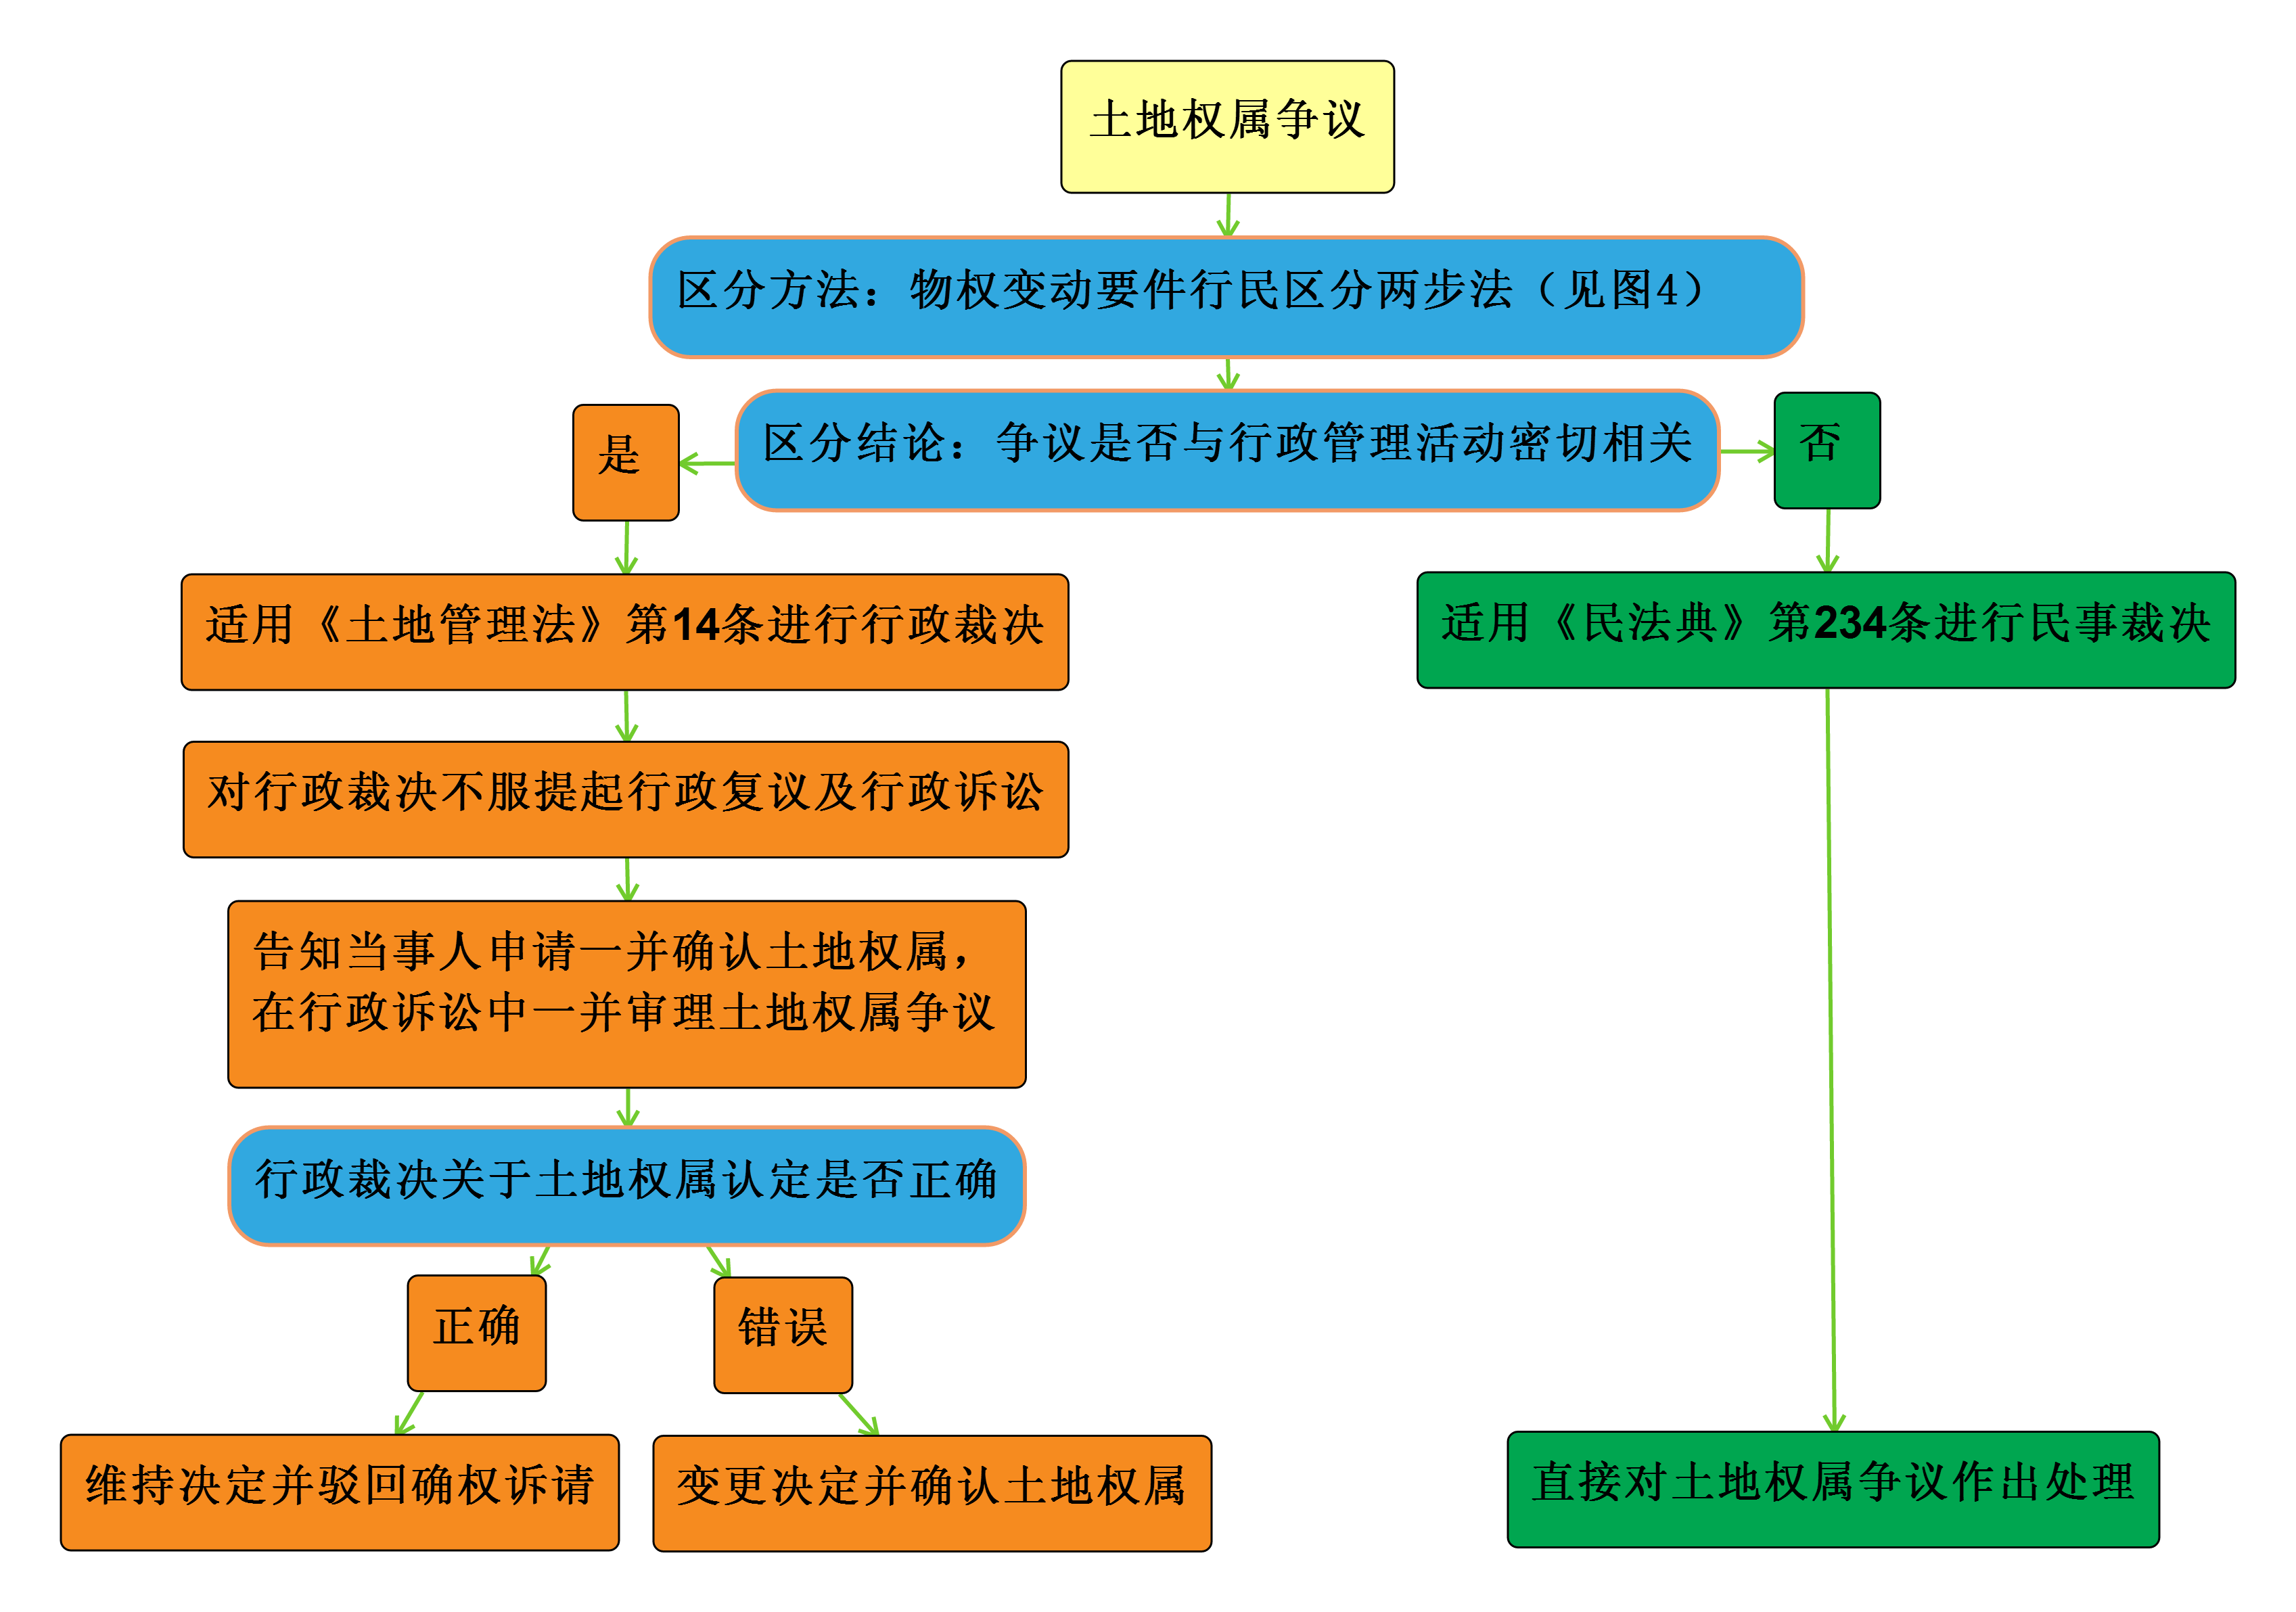 土地权属争议
区分方法：物权变动要件行民区分两步法（见图4）
区分结论：争议是否与行政管理活动密切相关
是
否
适用《土地管理法》第14条进行行政裁决
适用《民法典》第234条进行民事裁决
对行政裁决不服提起行政复议及行政诉讼
告知当事人申请一并确认土地权属，
在行政诉讼中一并审理土地权属争议
行政裁决关于土地权属认定是否正确
正确
错误
维持决定并驳回确权诉请
变更决定并确认土地权属
直接对土地权属争议作出处理